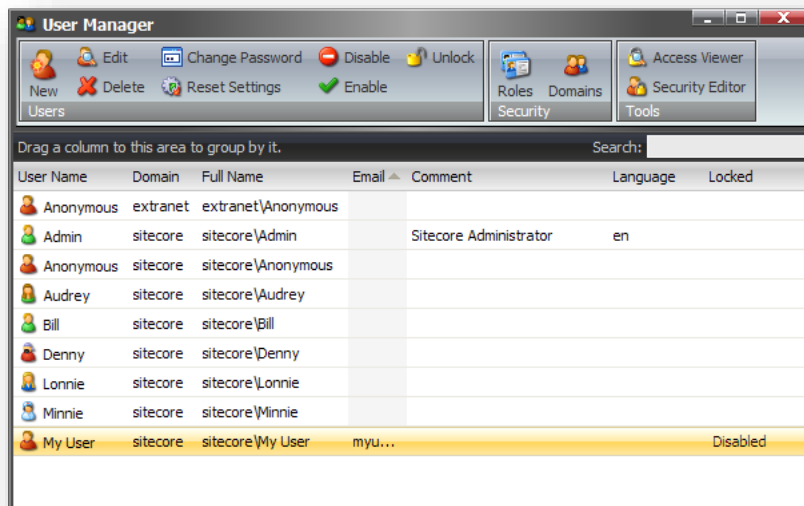 User Manager
Edit Change Password Disable Unlock Access Viewer
New Delete Reset Settings Enable Roles Domains Security Editor
Users Security Tools
Drag a column to this area to group by it. Search:
User Name Domain Full Name Email Comment Language Locked
Anonymous extranet extranet\Anonymous
Admin sitecore sitecore\Admin Sitecore Administrator en
Anonymous sitecore sitecore\Anonymous
Audrey sitecore sitecore\Audrey
Bill sitecore sitecore\Bill
Denny sitecore sitecore\Denny
Lonnie sitecore sitecore\Lonnie
Minnie sitecore sitecore\Minnie
My User sitecore sitecore\My User myu... Disabled